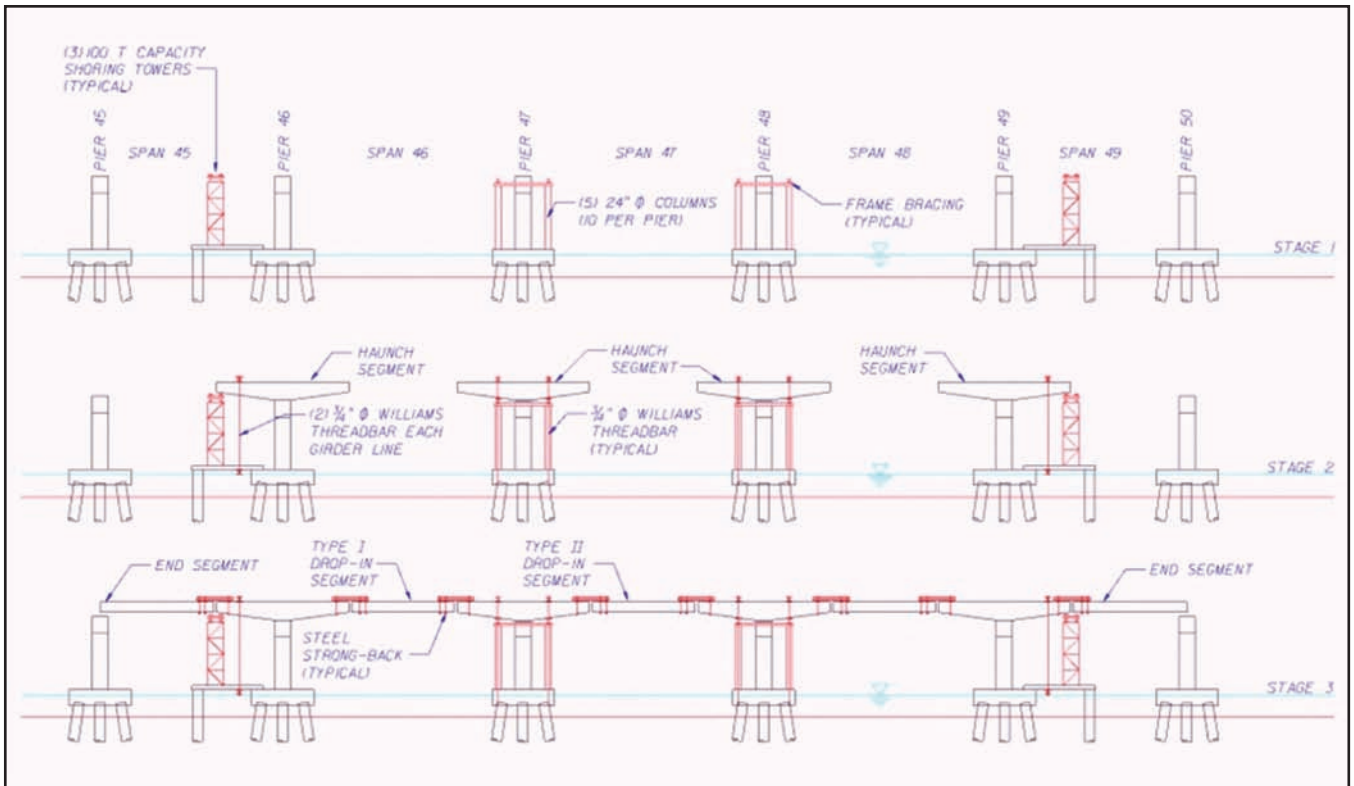 (3) 100 T CAPACITY
SHORING TOWERS
(TYPICAL)
PIER 45
SPAN 45
PIER 46
SPAN 46
PIER 47
SPAN 47
PIER 48
SPAN 48
PIER 49
SPAN 49
PIER 50
(5) 24" Φ COLUMNS
(10 PER PIER)
FRAME BRACING
(TYPICAL)
STAGE 1
HAUNCH
SEGMENT
HAUNCH
SEGMENT
HAUNCH
SEGMENT
(2) ¾" Φ WILLIAMS
THREADBAR EACH
GIRDER LINE
¾" Φ WILLIAMS
THREADBAR
(TYPICAL)
STAGE 2
END SEGMENT
TYPE I
DROP-IN
SEGMENT
TYPE II
DROP-IN
SEGMENT
END SEGMENT
STEEL
STRONG-BACK
(TYPICAL)
STAGE 3